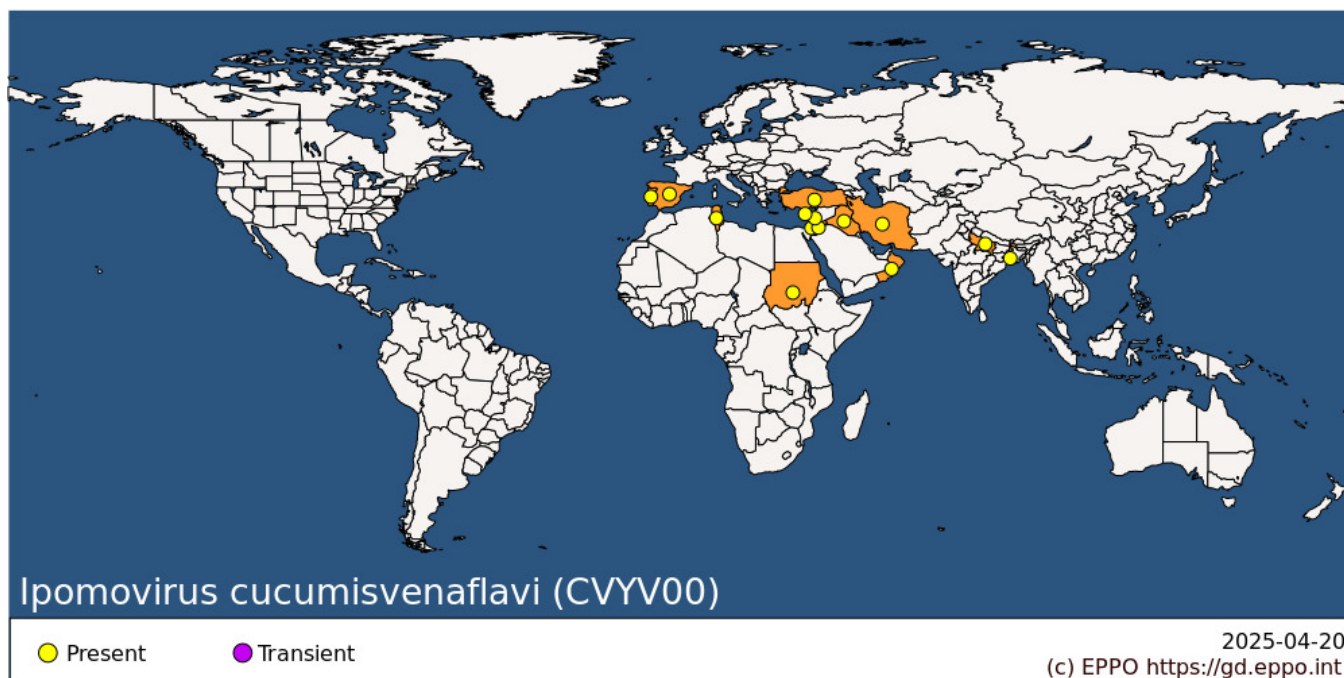 Ipomovirus cucumisvenaflavi (CVYV00)
Present
Transient
2025-04-20
(c) EPPO https://gd.eppo.int